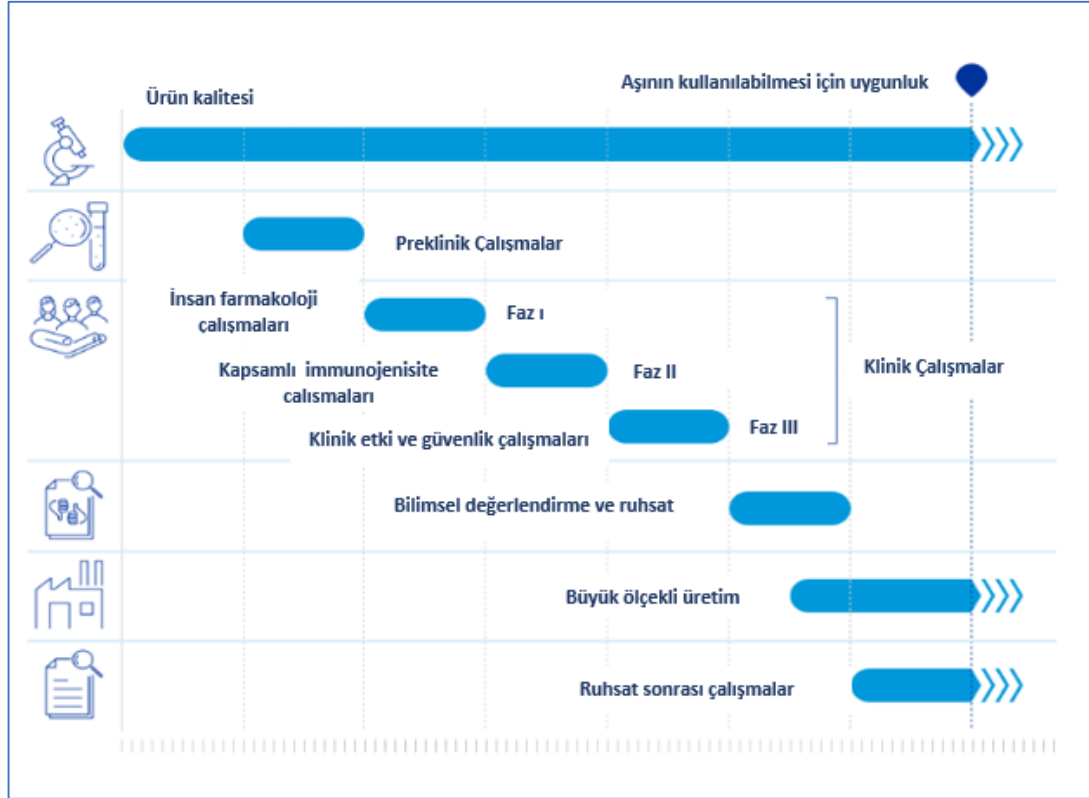 Aşının kullanılabilmesi için uygunluk
Ürün kalitesi
Preklinik Çalışmalar
İnsan farmakoloji
çalışmaları
Faz ı
Kapsamlı immunojenisite
calısmaları
Faz II
Klinik Çalışmalar
Klinik etki ve güvenlik çalışmaları
Faz III
Bilimsel değerlendirme ve ruhsat
Büyük ölçekli üretim
Ruhsat sonrası çalışmalar